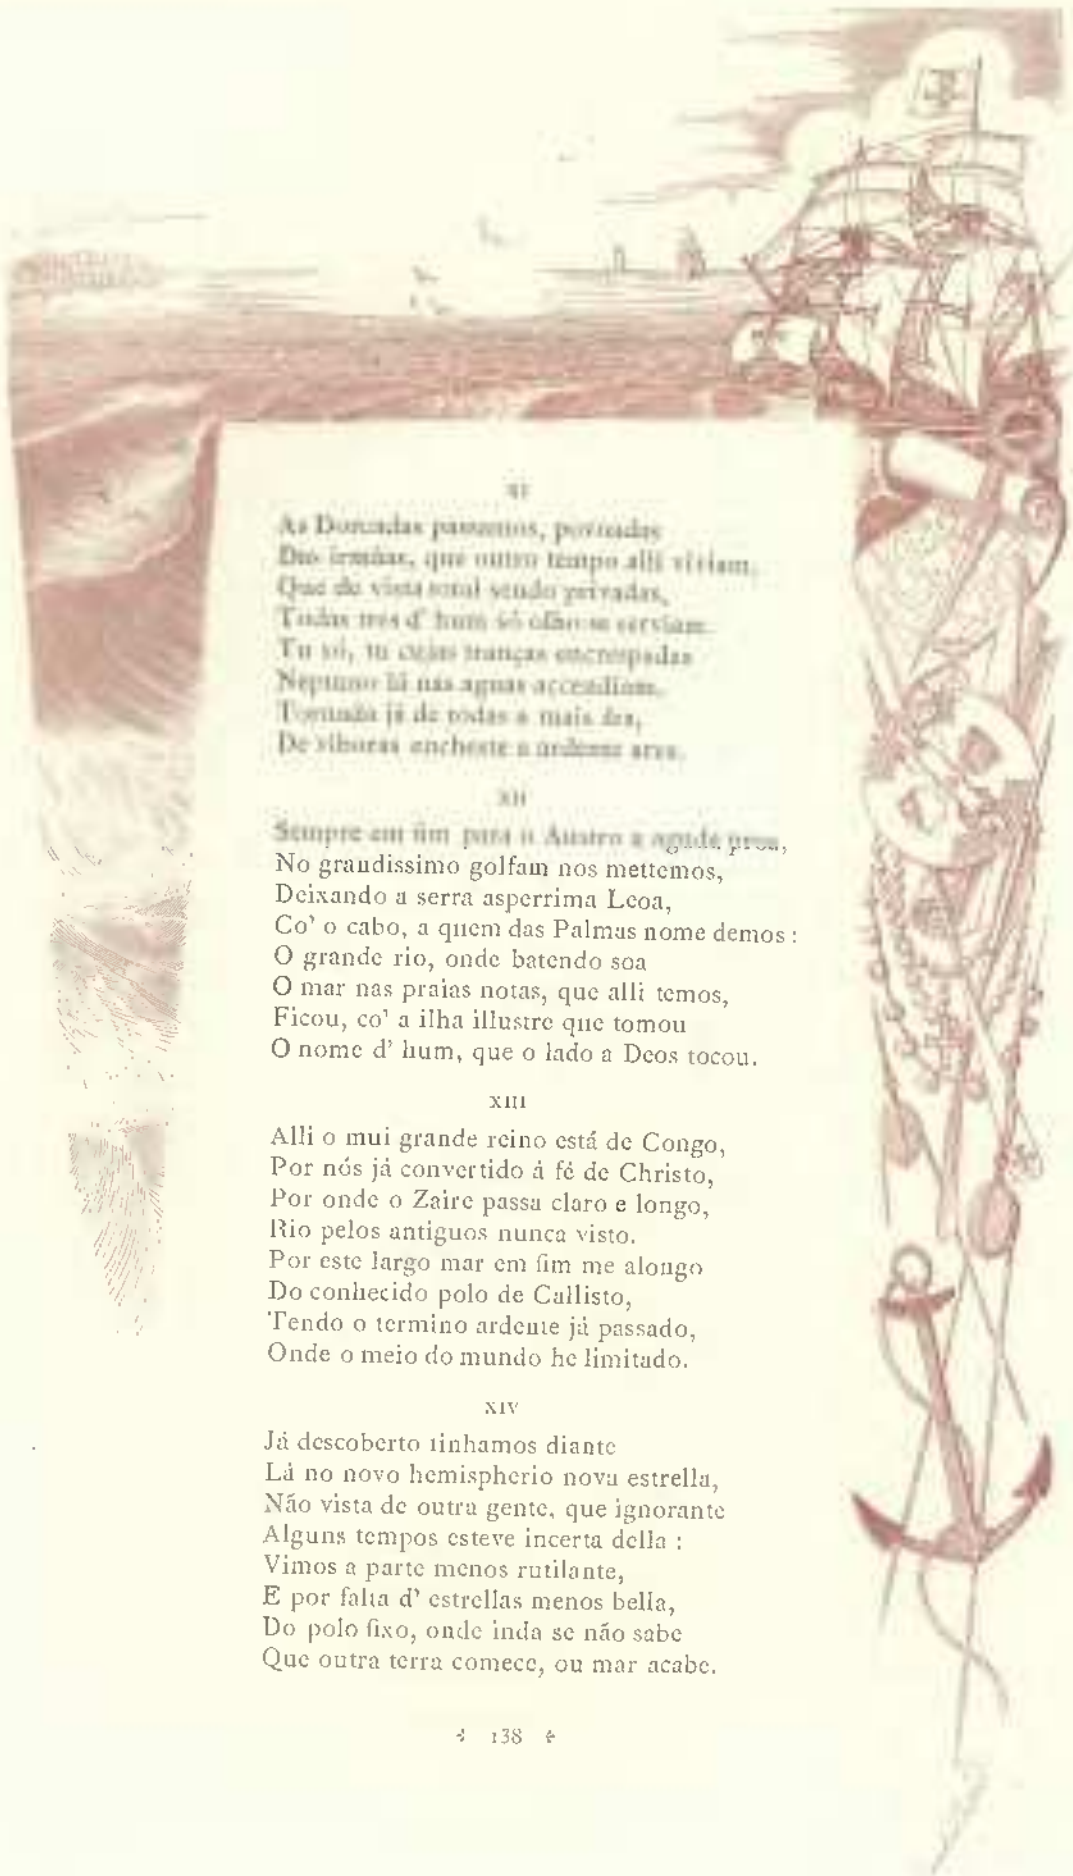 XI
As Dorcadas passámos, povoadas
Das irmãas, que outro tempo alli viviam,
Que de vista total sendo privadas,
Todas tres d' hum só olho se serviam.
Tu só, tu cujas tranças encrespadas
Neptuno lá nas aguas accendiam,
Tornada já de todas a mais fea,
De viboras encheste a ardente area.
XII
Sempre em fim para o Austro a aguda proa,
No grandissimo golfam nos mettemos,
Deixando a serra asperrima Leoa,
Co' o cabo, a quem das Palmas nome demos :
O grande rio, onde batendo soa
O mar nas praias notas, que alli temos,
Ficou, co' a ilha illustre que tomou
O nome d' hum, que o lado a Deos tocou.
XIII
Alli o mui grande reino está de Congo,
Por nós já convertido á fé de Christo,
Por onde o Zaire passa claro e longo,
Rio pelos antiguos nunca visto.
Por este largo mar em fim me alongo
Do conhecido polo de Callisto,
Tendo o termino ardente já passado,
Onde o meio do mundo he limitado.
XIV
Já descoberto tinhamos diante
Lá no novo hemispherio nova estrella,
Não vista de outra gente, que ignorante
Alguns tempos esteve incerta della :
Vimos a parte menos rutilante,
E por falta d' estrellas menos bella,
Do polo fixo, onde inda se não sabe
Que outra terra comece, ou mar acabe.
138